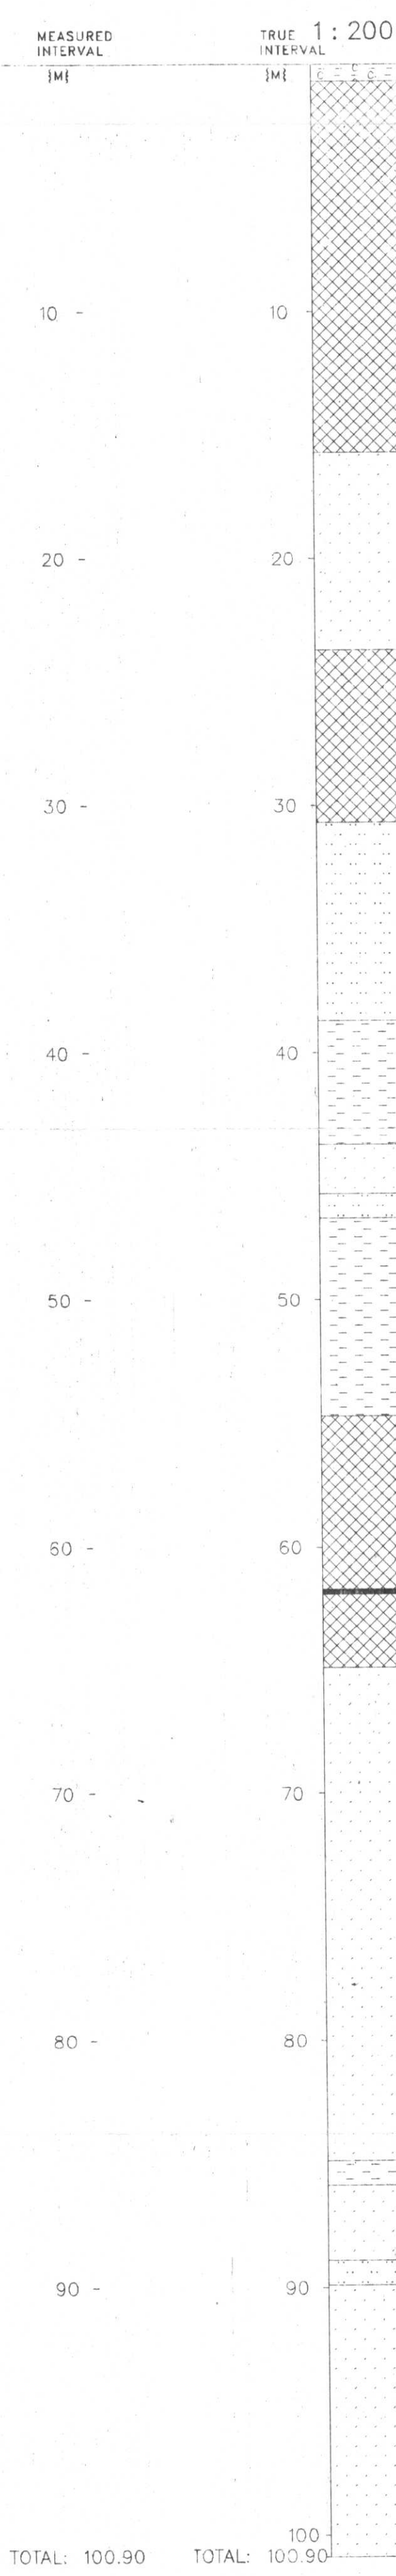 MEASURED INTERVAL TRUE INTERVAL 1:200
{M} {M}
10 - 10
20 - 20
30 - 30
40 - 40
50 - 50
60 - 60
70 - 70
80 - 80
90 - 90
100
TOTAL: 100.90 TOTAL: 100.90